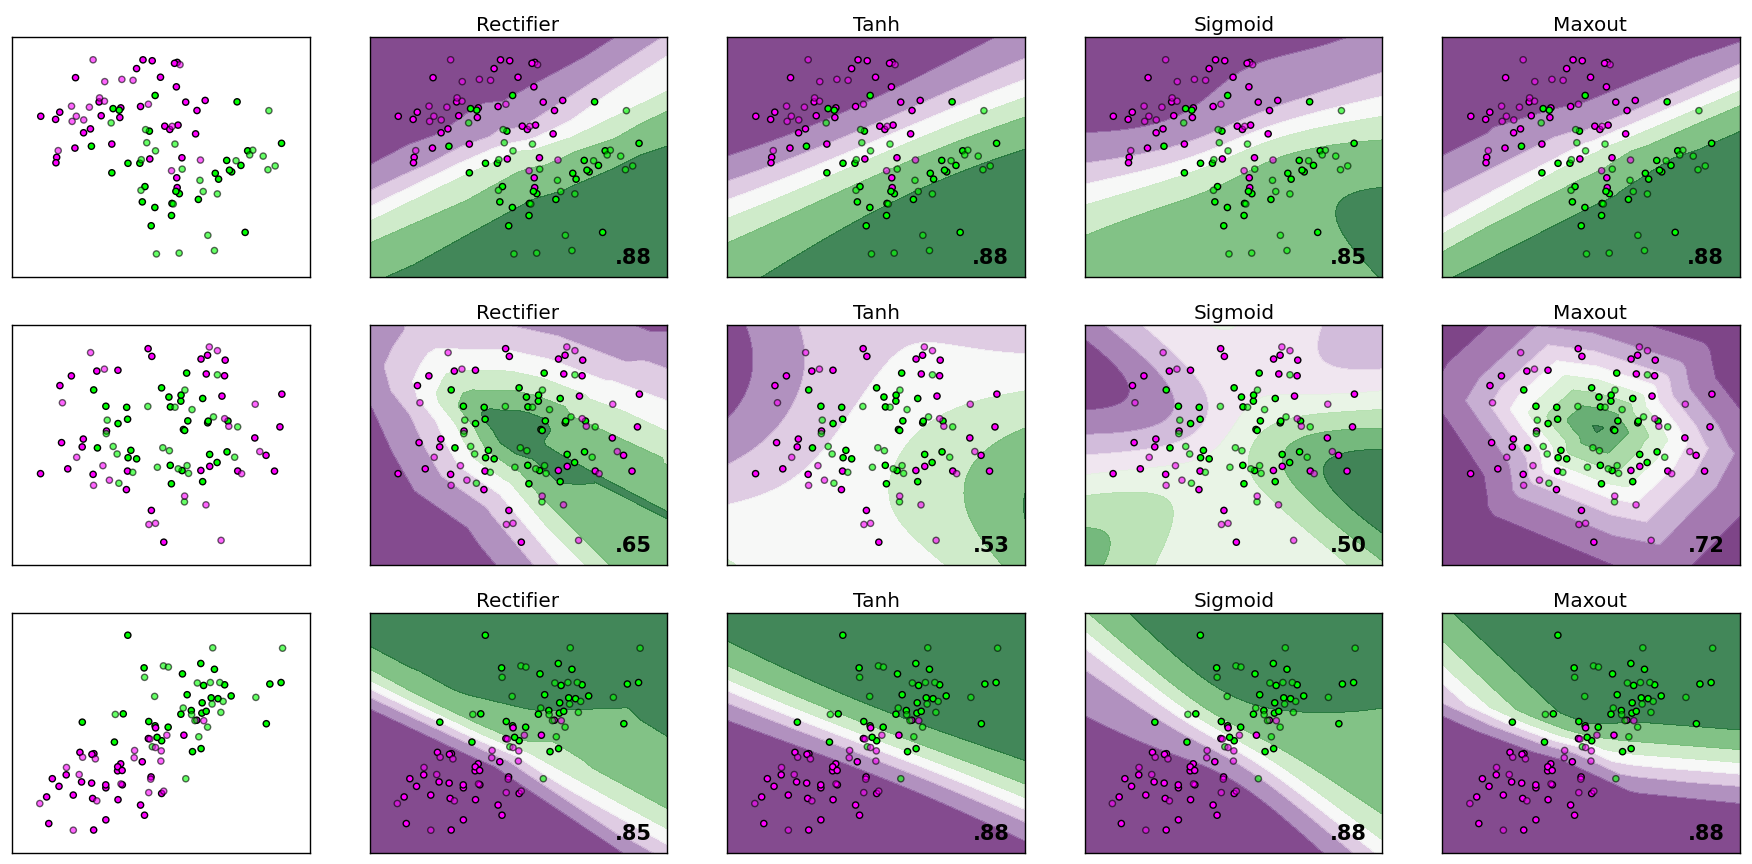 Rectifier Tanh Sigmoid Maxout
.88 .88 .85 .88
Rectifier Tanh Sigmoid Maxout
.65 .53 .50 .72
Rectifier Tanh Sigmoid Maxout
.85 .88 .88 .88